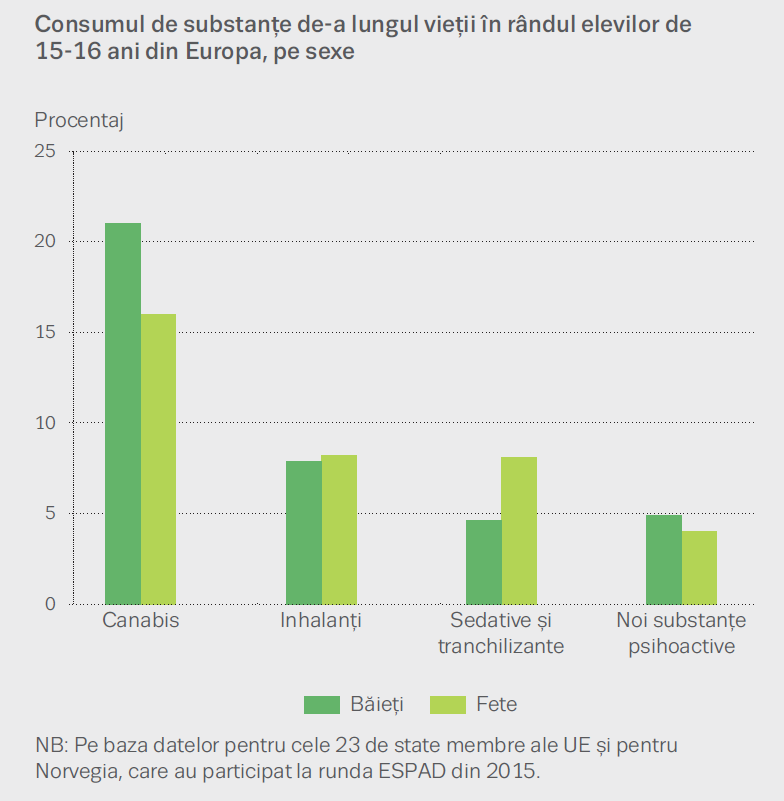 Consumul de substanțe de-a lungul vieții în rândul elevilor de
15-16 ani din Europa, pe sexe
Procentaj
25
20
15
10
5
0
Canabis
Inhalanți
Sedative și
tranchilizante
Noi substanțe
psihoactive
Băieți
Fete
NB: Pe baza datelor pentru cele 23 de state membre ale UE și pentru
Norvegia, care au participat la runda ESPAD din 2015.